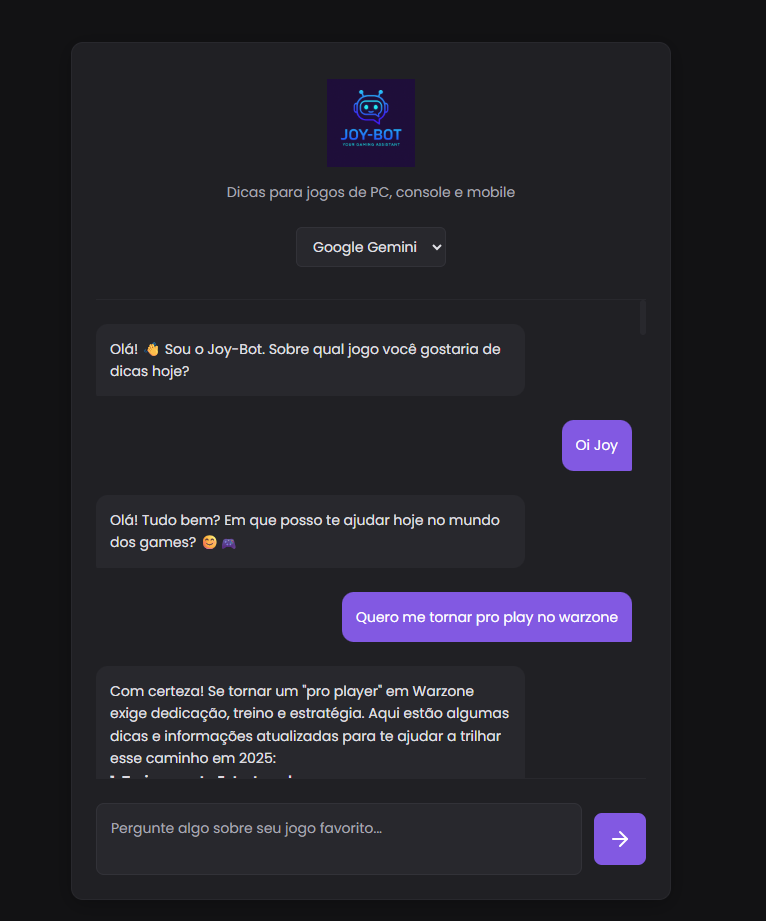 JOY-BOT
YOUR GAMING ASSISTANT
Dicas para jogos de PC, console e mobile
Google Gemini
Olá! 👋 Sou o Joy-Bot. Sobre qual jogo você gostaria de
dicas hoje?
Oi Joy
Olá! Tudo bem? Em que posso te ajudar hoje no mundo
dos games? 😊 🎮
Quero me tornar pro play no warzone
Com certeza! Se tornar um "pro player" em Warzone
exige dedicação, treino e estratégia. Aqui estão algumas
dicas e informações atualizadas para te ajudar a trilhar
esse caminho em 2025:
Pergunte algo sobre seu jogo favorito...